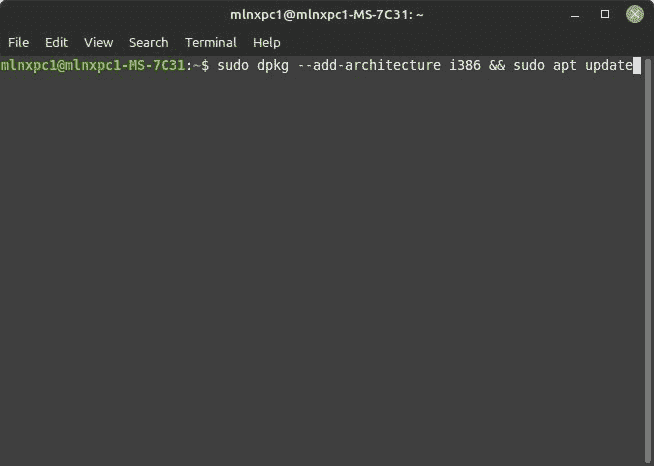 mlnxpc1@mlnxpc1-MS-7C31: ~
File Edit View Search Terminal Help
mlnxpc1@mlnxpc1-MS-7C31:~$ sudo dpkg --add-architecture i386 && sudo apt update